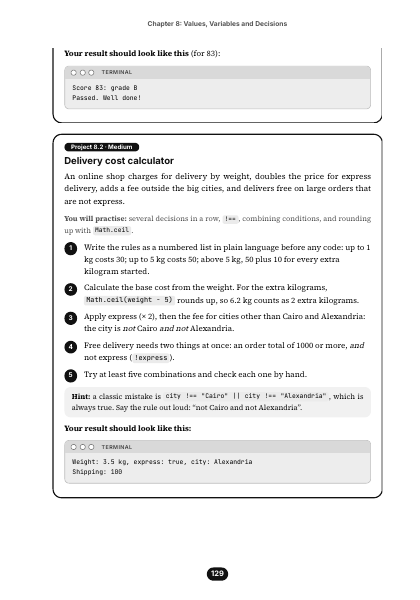 Chapter 8: Values, Variables and Decisions
Your result should look like this (for 83):
TERMINAL
Score 83: grade B
Passed. Well done!
Project 8.2 · Medium
Delivery cost calculator
An online shop charges for delivery by weight, doubles the price for express
delivery, adds a fee outside the big cities, and delivers free on large orders that
are not express.
You will practise: several decisions in a row, !==, combining conditions, and rounding
up with Math.ceil.
1 Write the rules as a numbered list in plain language before any code: up to 1
kg costs 30; up to 5 kg costs 50; above 5 kg, 50 plus 10 for every extra
kilogram started.
2 Calculate the base cost from the weight. For the extra kilograms,
Math.ceil(weight - 5) rounds up, so 6.2 kg counts as 2 extra kilograms.
3 Apply express (× 2), then the fee for cities other than Cairo and Alexandria:
the city is not Cairo and not Alexandria.
4 Free delivery needs two things at once: an order total of 1000 or more, and
not express (!express).
5 Try at least five combinations and check each one by hand.
Hint: a classic mistake is city !== "Cairo" || city !== "Alexandria", which is
always true. Say the rule out loud: “not Cairo and not Alexandria”.
Your result should look like this:
TERMINAL
Weight: 3.5 kg, express: true, city: Alexandria
Shipping: 100
129